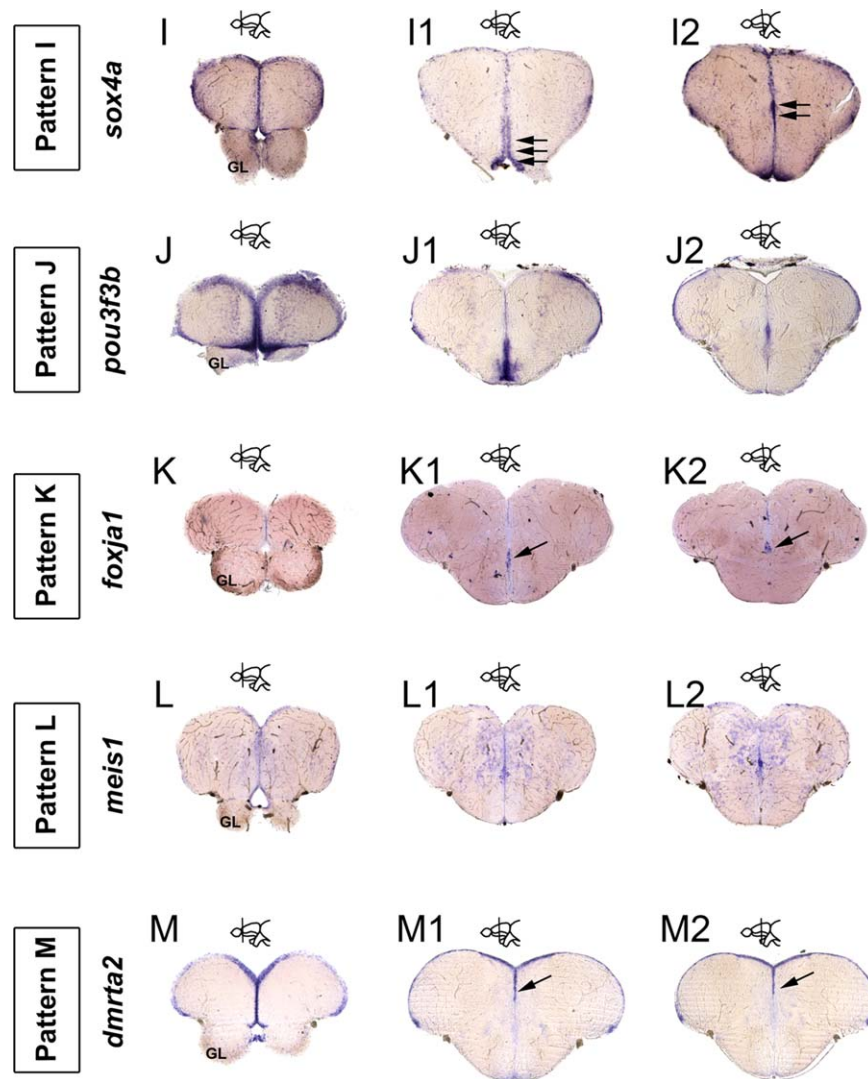 Pattern I
sox4a
I
I1
I2
GL
Pattern J
pou3f3b
J
J1
J2
GL
Pattern K
foxja1
K
K1
K2
GL
Pattern L
meis1
L
L1
L2
GL
Pattern M
dmrta2
M
M1
M2
GL